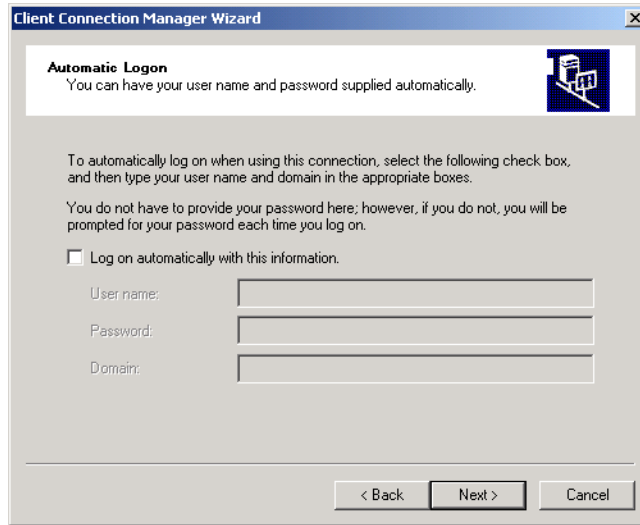 Client Connection Manager Wizard
Automatic Logon
You can have your user name and password supplied automatically.
To automatically log on when using this connection, select the following check box,
and then type your user name and domain in the appropriate boxes.
You do not have to provide your password here; however, if you do not, you will be
prompted for your password each time you log on.
Log on automatically with this information.
User name:
Password:
Domain:
< Back
Next >
Cancel